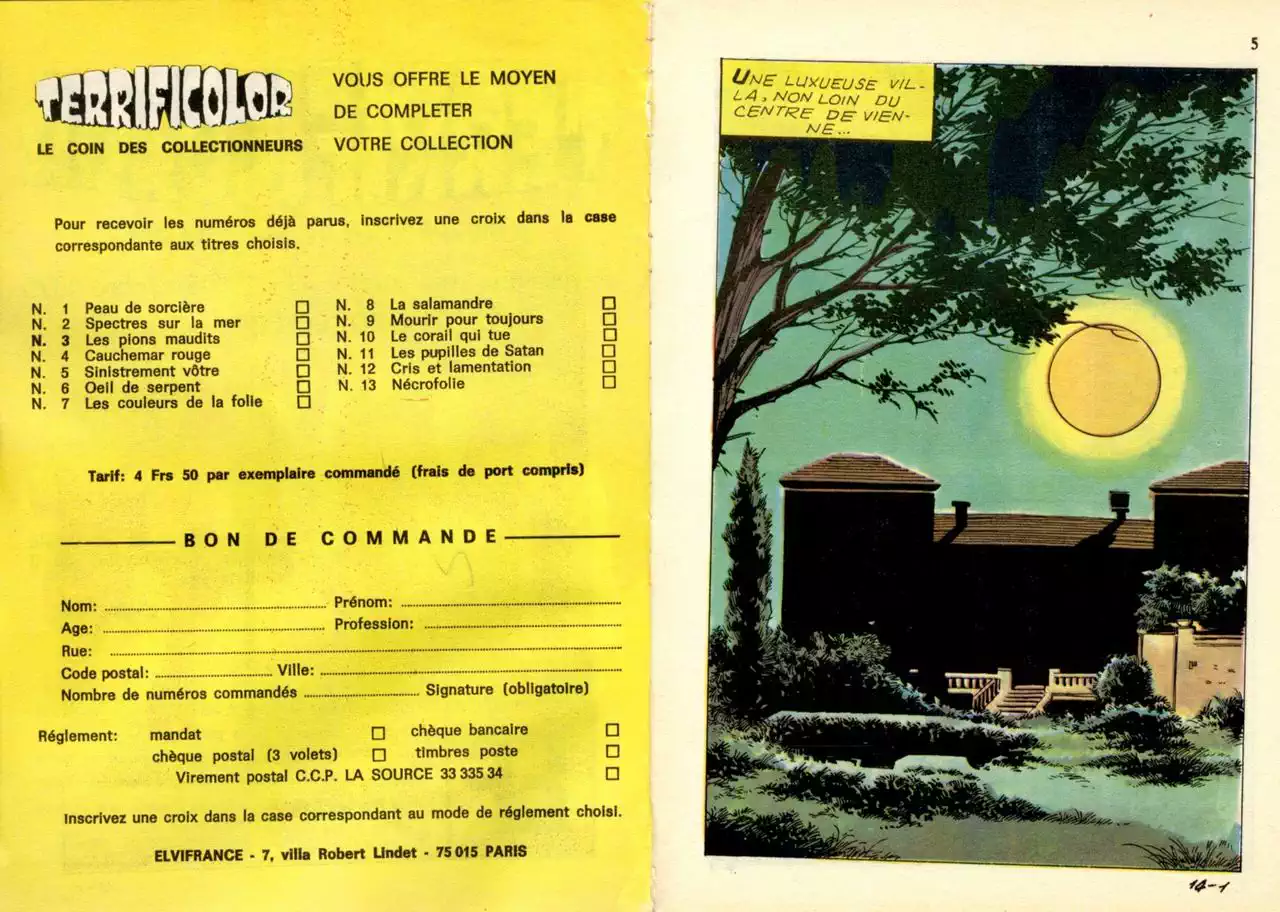 TERRIFICOLOR
LE COIN DES COLLECTIONNEURS
VOUS OFFRE LE MOYEN
DE COMPLETER
VOTRE COLLECTION
Pour recevoir les numéros déjà parus, inscrivez une croix dans la case
correspondante aux titres choisis.
N. 1 Peau de sorcière
N. 2 Spectres sur la mer
N. 3 Les pions maudits
N. 4 Cauchemar rouge
N. 5 Sinistrement vôtre
N. 6 Oeil de serpent
N. 7 Les couleurs de la folie
N. 8 La salamandre
N. 9 Mourir pour toujours
N. 10 Le corail qui tue
N. 11 Les pupilles de Satan
N. 12 Cris et lamentation
N. 13 Nécrofolie
Tarif: 4 Frs 50 par exemplaire commandé (frais de port compris)
BON DE COMMANDE
Nom: Prénom:
Age: Profession:
Rue:
Code postal: Ville:
Nombre de numéros commandés Signature (obligatoire)
Réglement: mandat chèque bancaire
chèque postal (3 volets) timbres poste
Virement postal C.C.P. LA SOURCE 33 335 34
Inscrivez une croix dans la case correspondant au mode de réglement choisi.
ELVIFRANCE - 7, villa Robert Lindet - 75 015 PARIS
5
UNE LUXUEUSE VIL-
LA, NON LOIN DU
CENTRE DE VIEN-
NE...
14-1